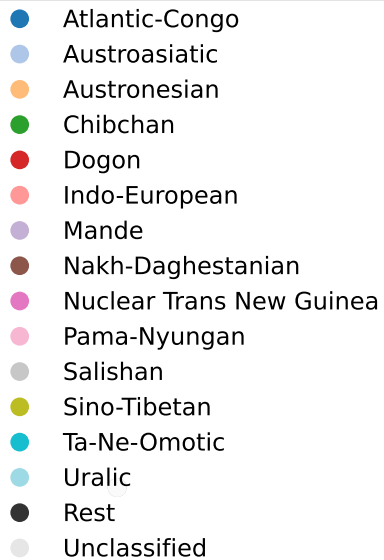 Atlantic-Congo
Austroasiatic
Austronesian
Chibchan
Dogon
Indo-European
Mande
Nakh-Daghestanian
Nuclear Trans New Guinea
Pama-Nyungan
Salishan
Sino-Tibetan
Ta-Ne-Omotic
Uralic
Rest
Unclassified